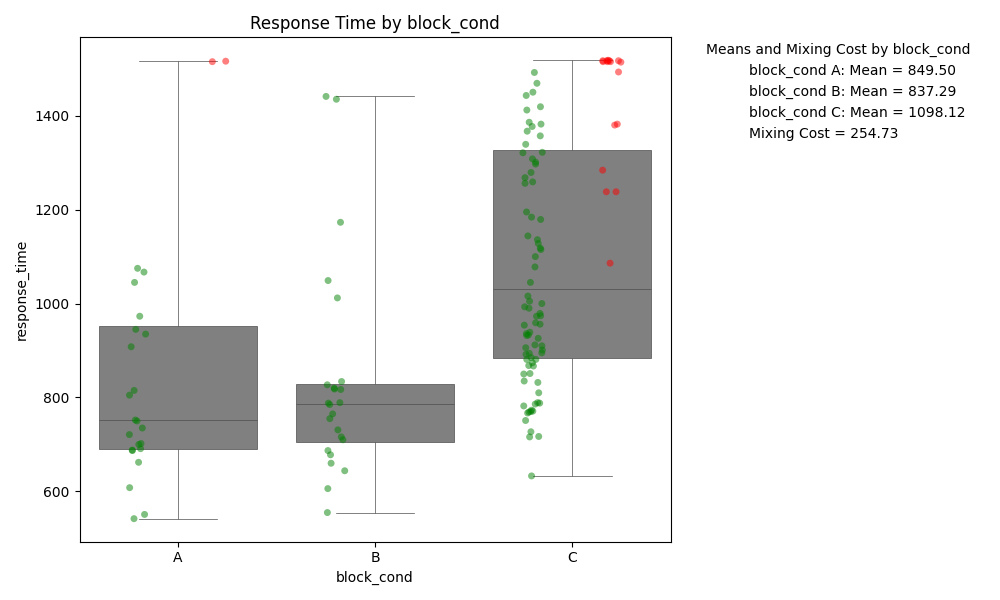 Response Time by block_cond
Means and Mixing Cost by block_cond
block_cond A: Mean = 849.50
block_cond B: Mean = 837.29
block_cond C: Mean = 1098.12
Mixing Cost = 254.73
response_time
1400
1200
1000
800
600
A
B
C
block_cond